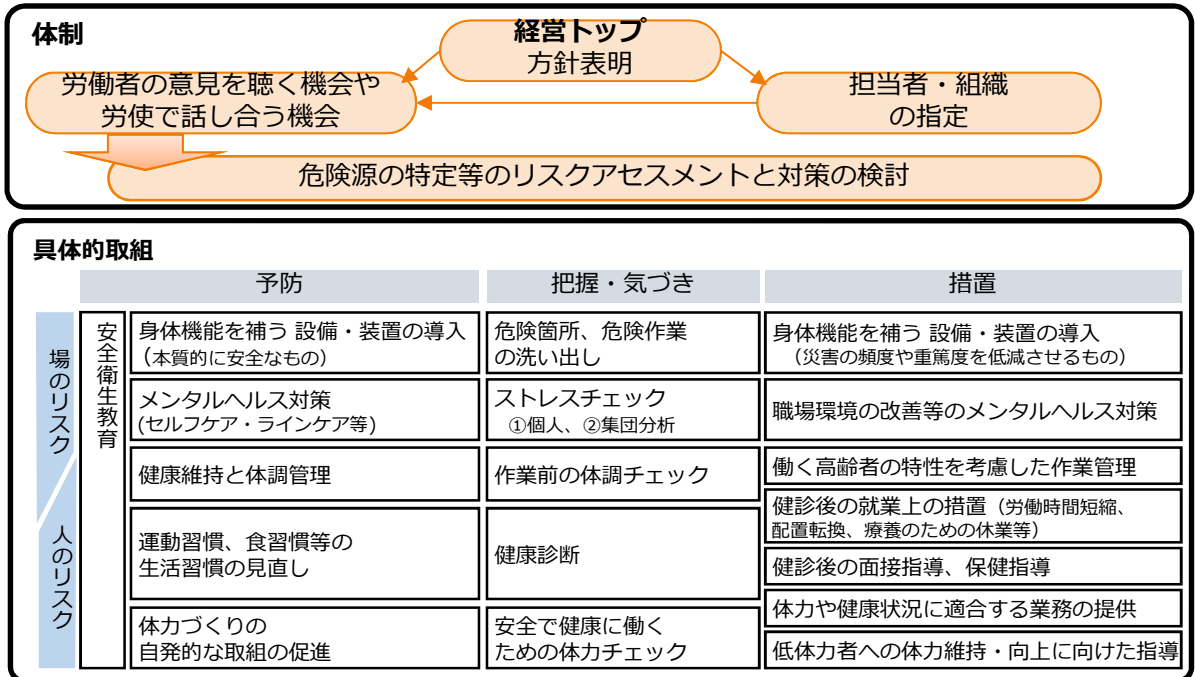 体制
経営トップ
方針表明
労働者の意見を聴く機会や
労使で話し合う機会
担当者・組織
の指定
危険源の特定等のリスクアセスメントと対策の検討
具体的取組
予防
把握・気づき
措置
場のリスク
人のリスク
安全衛生教育
身体機能を補う 設備・装置の導入
（本質的に安全なもの）
危険箇所、危険作業
の洗い出し
身体機能を補う 設備・装置の導入
（災害の頻度や重篤度を低減させるもの）
メンタルヘルス対策
(セルフケア・ラインケア等)
ストレスチェック
①個人、②集団分析
職場環境の改善等のメンタルヘルス対策
健康維持と体調管理
作業前の体調チェック
働く高齢者の特性を考慮した作業管理
運動習慣、食習慣等の
生活習慣の見直し
健康診断
健診後の就業上の措置（労働時間短縮、
配置転換、療養のための休業等）
健診後の面接指導、保健指導
体力づくりの
自発的な取組の促進
安全で健康に働く
ための体力チェック
体力や健康状況に適合する業務の提供
低体力者への体力維持・向上に向けた指導